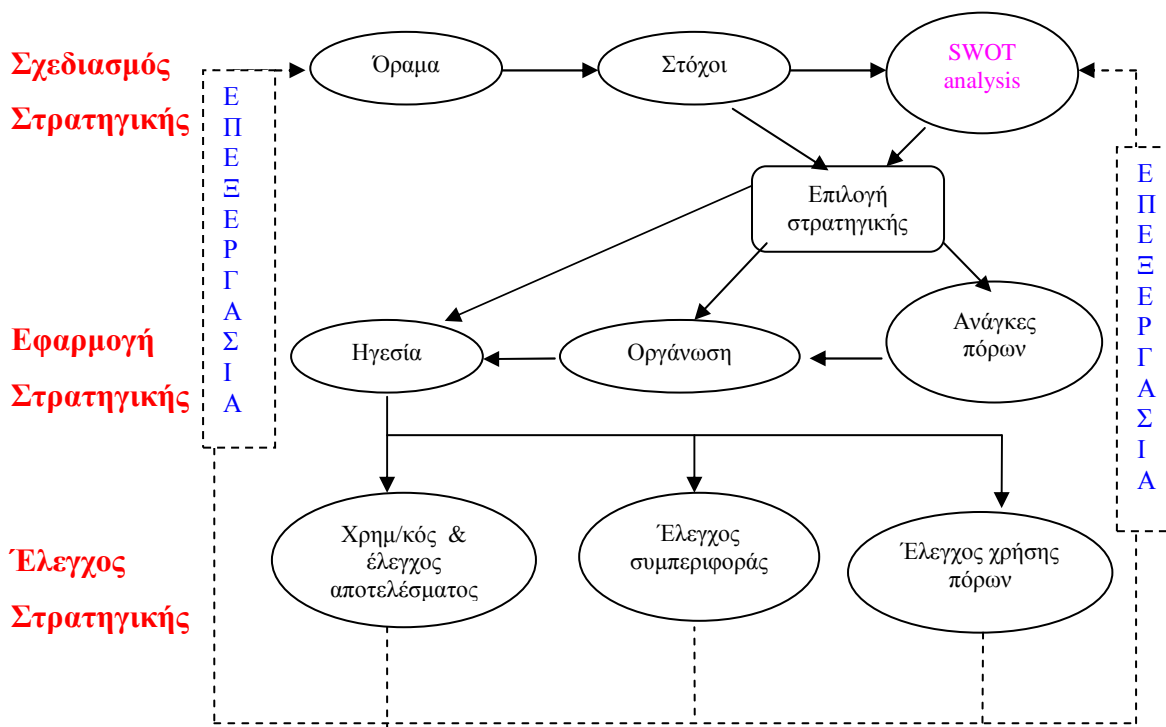 Σχεδιασμός
Στρατηγικής
Όραμα
Στόχοι
SWOT
analysis
Ε
Π
Ε
Ξ
Ε
Ρ
Γ
Α
Σ
Ι
Α
Ε
Π
Ε
Ξ
Ε
Ρ
Γ
Α
Σ
Ι
Α
Επιλογή
στρατηγικής
Εφαρμογή
Στρατηγικής
Ηγεσία
Οργάνωση
Ανάγκες
πόρων
Έλεγχος
Στρατηγικής
Χρημ/κός &
έλεγχος
αποτελέσματος
Έλεγχος
συμπεριφοράς
Έλεγχος χρήσης
πόρων